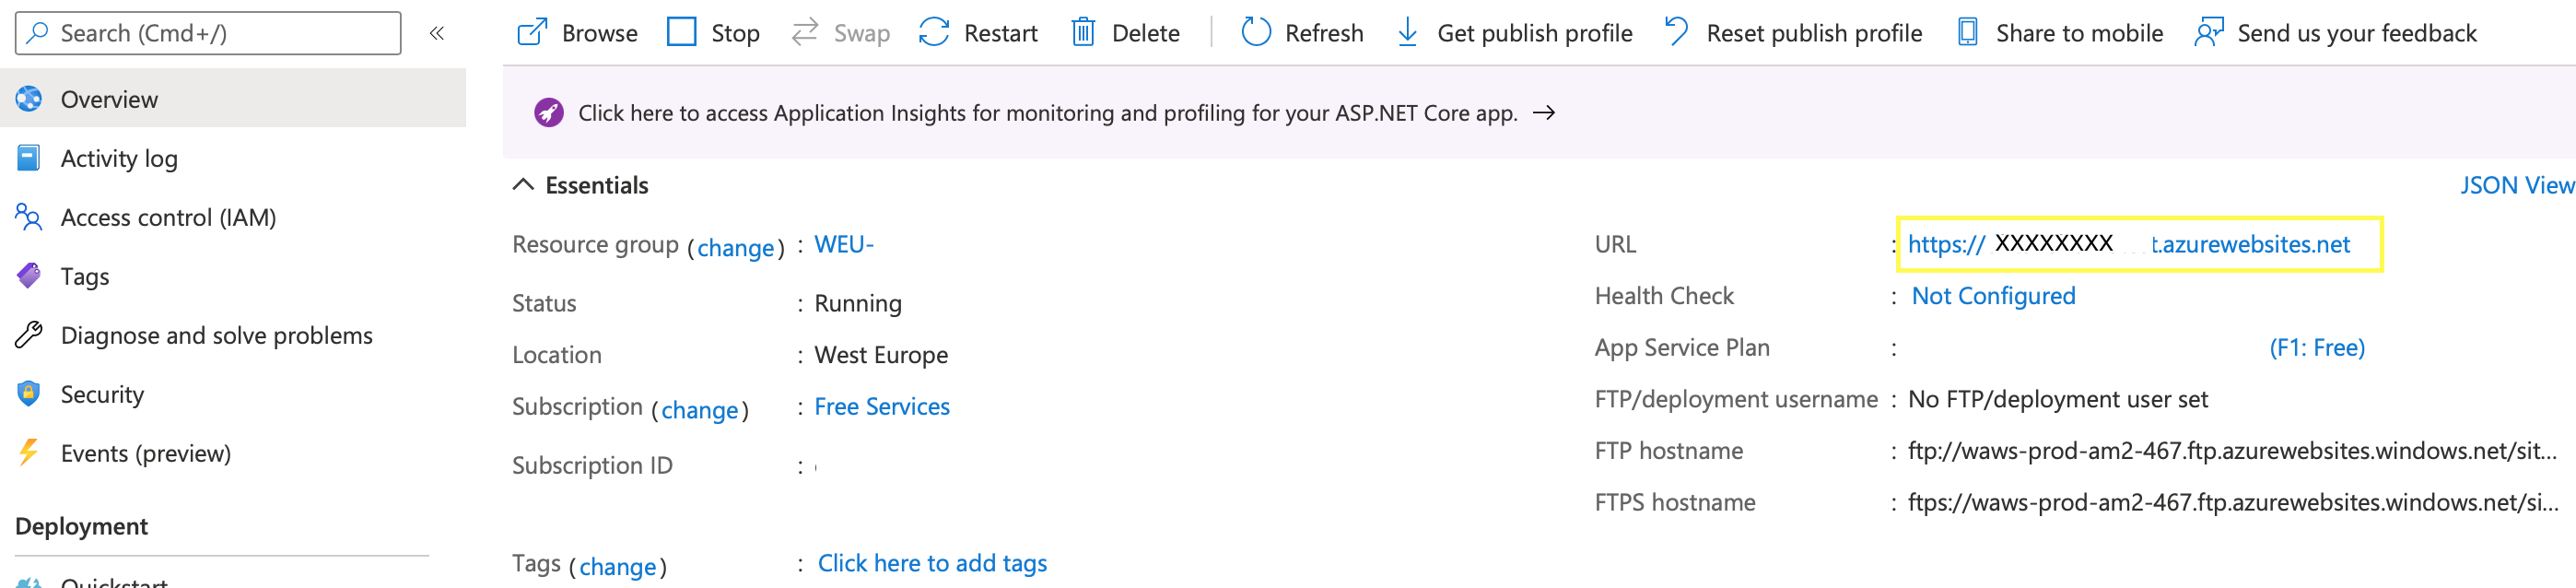 Search (Cmd+/)
«
Browse
Stop
Swap
Restart
Delete
Refresh
Get publish profile
Reset publish profile
Share to mobile
Send us your feedback
Overview
Activity log
Access control (IAM)
Tags
Diagnose and solve problems
Security
Events (preview)
Deployment
Quickstart
Click here to access Application Insights for monitoring and profiling for your ASP.NET Core app. →
Essentials
JSON View
Resource group (change) : WEU-
Status : Running
Location : West Europe
Subscription (change) : Free Services
Subscription ID :
Tags (change) : Click here to add tags
URL : https:// XXXXXXXX t.azurewebsites.net
Health Check : Not Configured
App Service Plan : (F1: Free)
FTP/deployment username : No FTP/deployment user set
FTP hostname : ftp://waws-prod-am2-467.ftp.azurewebsites.windows.net/sit...
FTPS hostname : ftps://waws-prod-am2-467.ftp.azurewebsites.windows.net/si...